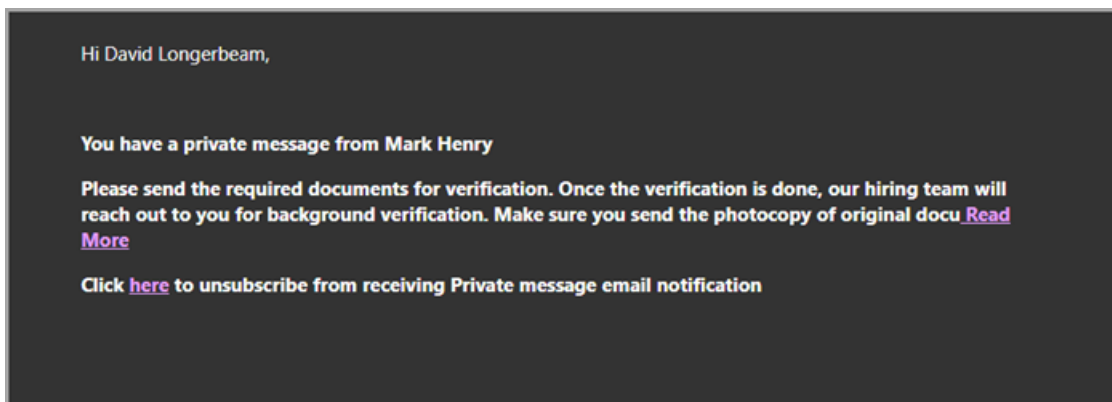 Hi David Longerbeam,
You have a private message from Mark Henry
Please send the required documents for verification. Once the verification is done, our hiring team will
reach out to you for background verification. Make sure you send the photocopy of original docu Read
More
Click here to unsubscribe from receiving Private message email notification